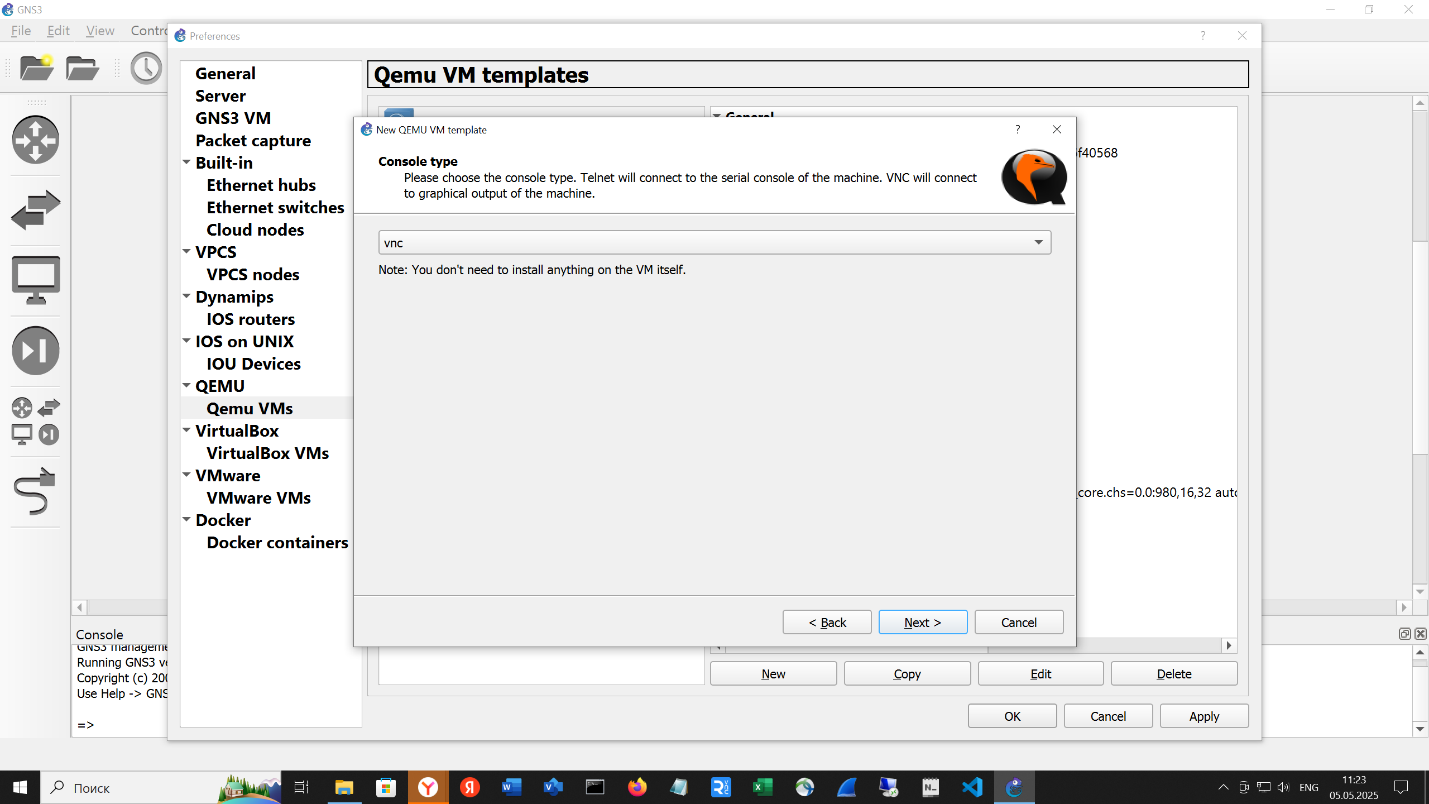 GNS3
File Edit View
Preferences
General
Server
GNS3 VM
Packet capture
Built-in
Ethernet hubs
Ethernet switches
Cloud nodes
VPCS
VPCS nodes
Dynamips
IOS routers
IOS on UNIX
IOU Devices
QEMU
Qemu VMs
VirtualBox
VirtualBox VMs
VMware
VMware VMs
Docker
Docker containers
Qemu VM templates
General
f40568
New QEMU VM template
Console type
Please choose the console type. Telnet will connect to the serial console of the machine. VNC will connect
to graphical output of the machine.
vnc
Note: You don't need to install anything on the VM itself.
_core.chs=0.0:980,16,32
< Back Next > Cancel
New Copy Edit Delete
OK Cancel Apply
Console
Running GNS3
Copyright (c)
Use Help -> GNS
=>
Поиск
ENG
11:23
05.05.2025